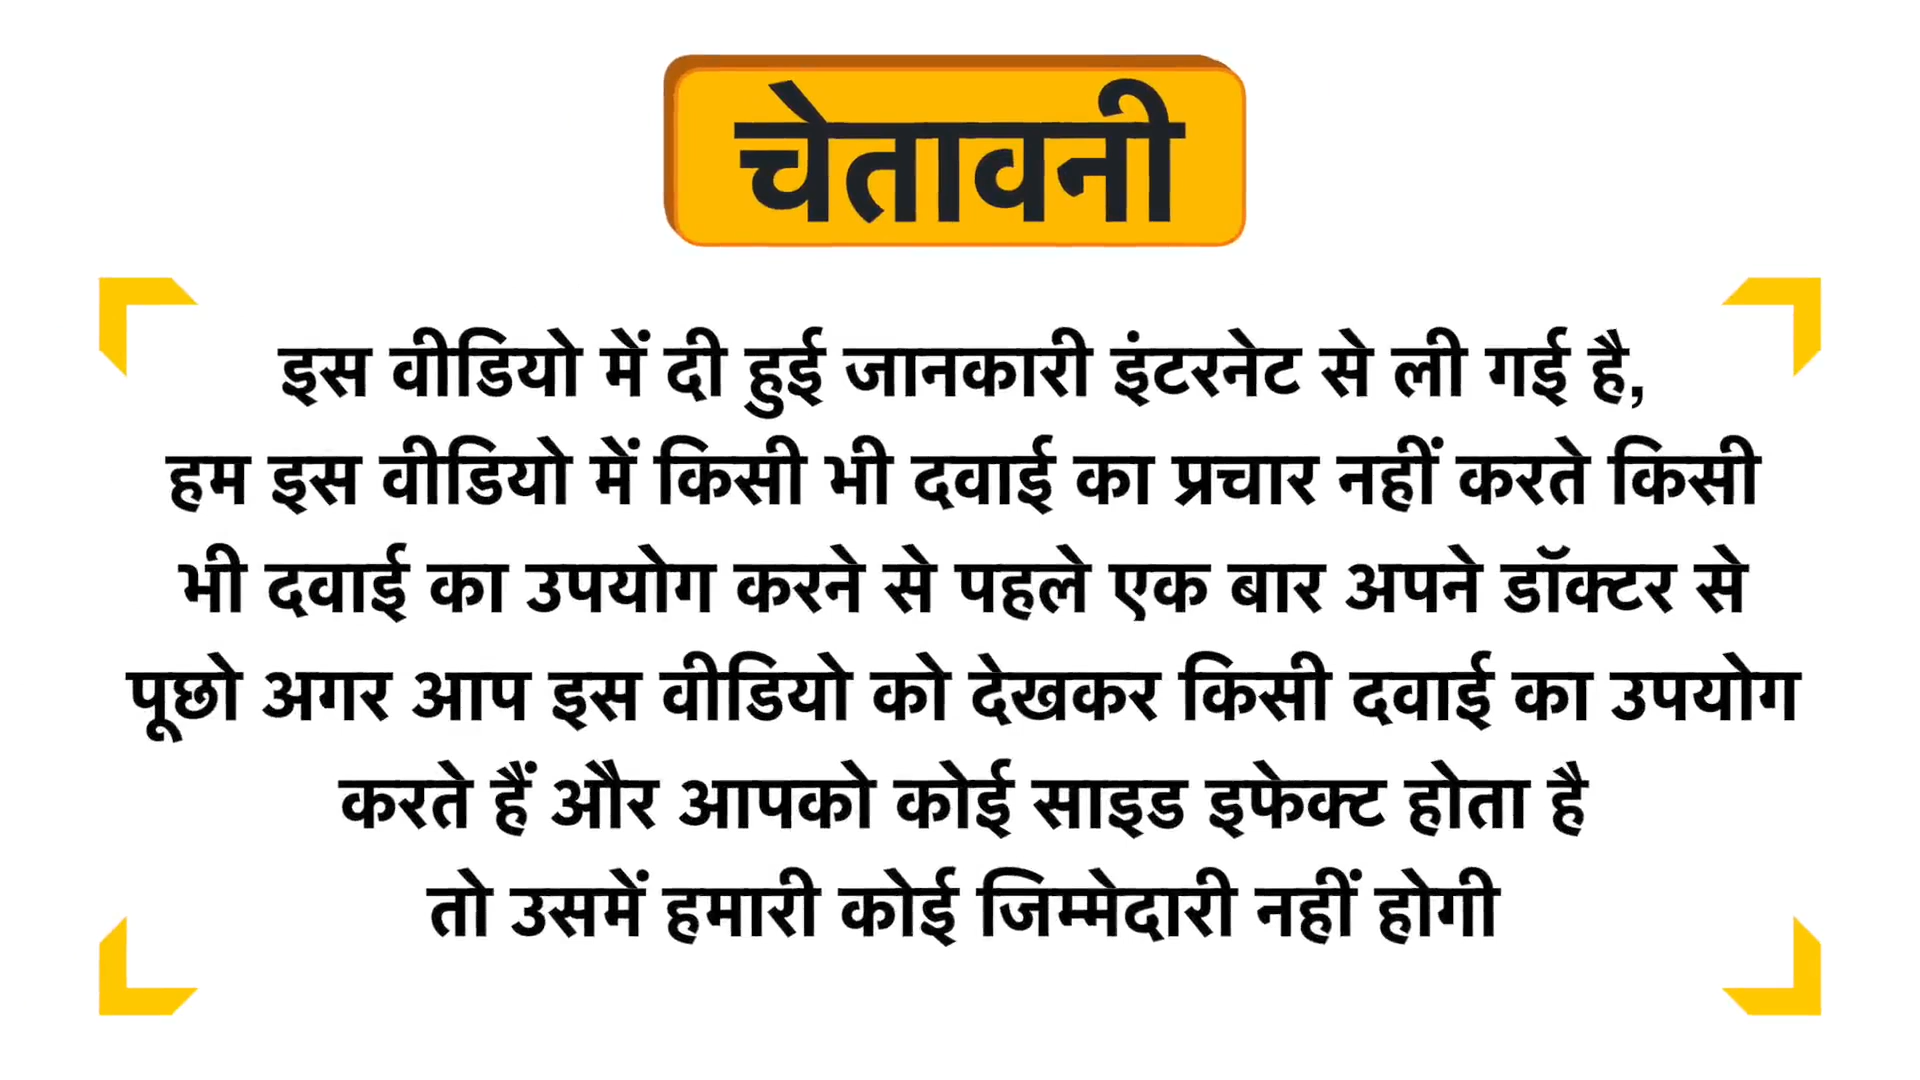 चेतावनी
इस वीडियो में दी हुई जानकारी इंटरनेट से ली गई है,
हम इस वीडियो में किसी भी दवाई का प्रचार नहीं करते किसी
भी दवाई का उपयोग करने से पहले एक बार अपने डॉक्टर से
पूछो अगर आप इस वीडियो को देखकर किसी दवाई का उपयोग
करते हैं और आपको कोई साइड इफेक्ट होता है
तो उसमें हमारी कोई जिम्मेदारी नहीं होगी